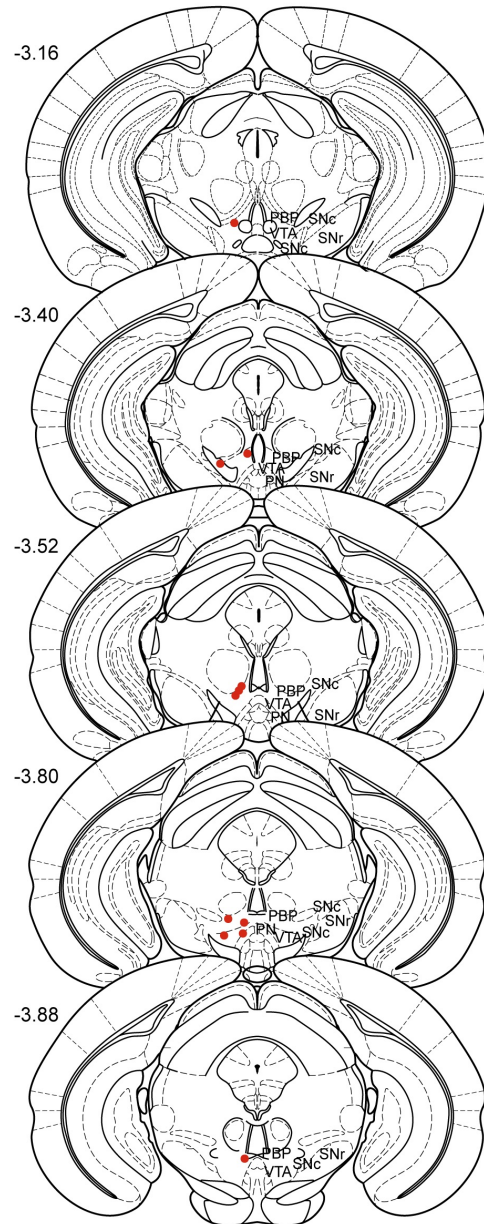 -3.16
PBP SNc
VTA SNr
SNc
-3.40
PBP SNc
VTA
PN SNr
-3.52
PBP SNc
VTA
PN SNr
-3.80
PBP SNc SNr
PN VTA SNc
-3.88
PBP SNr
VTA SNc